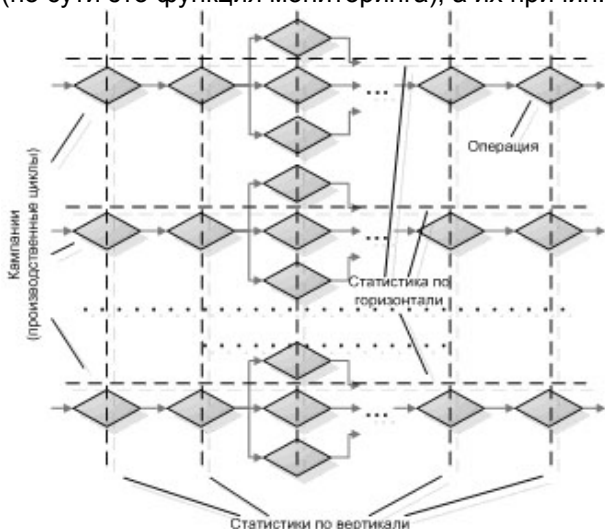 (по сути это функция мониторинга), а их причин.
Операция
Кампании
(производственные циклы)
Статистика по
горизонтали
Статистики по вертикали